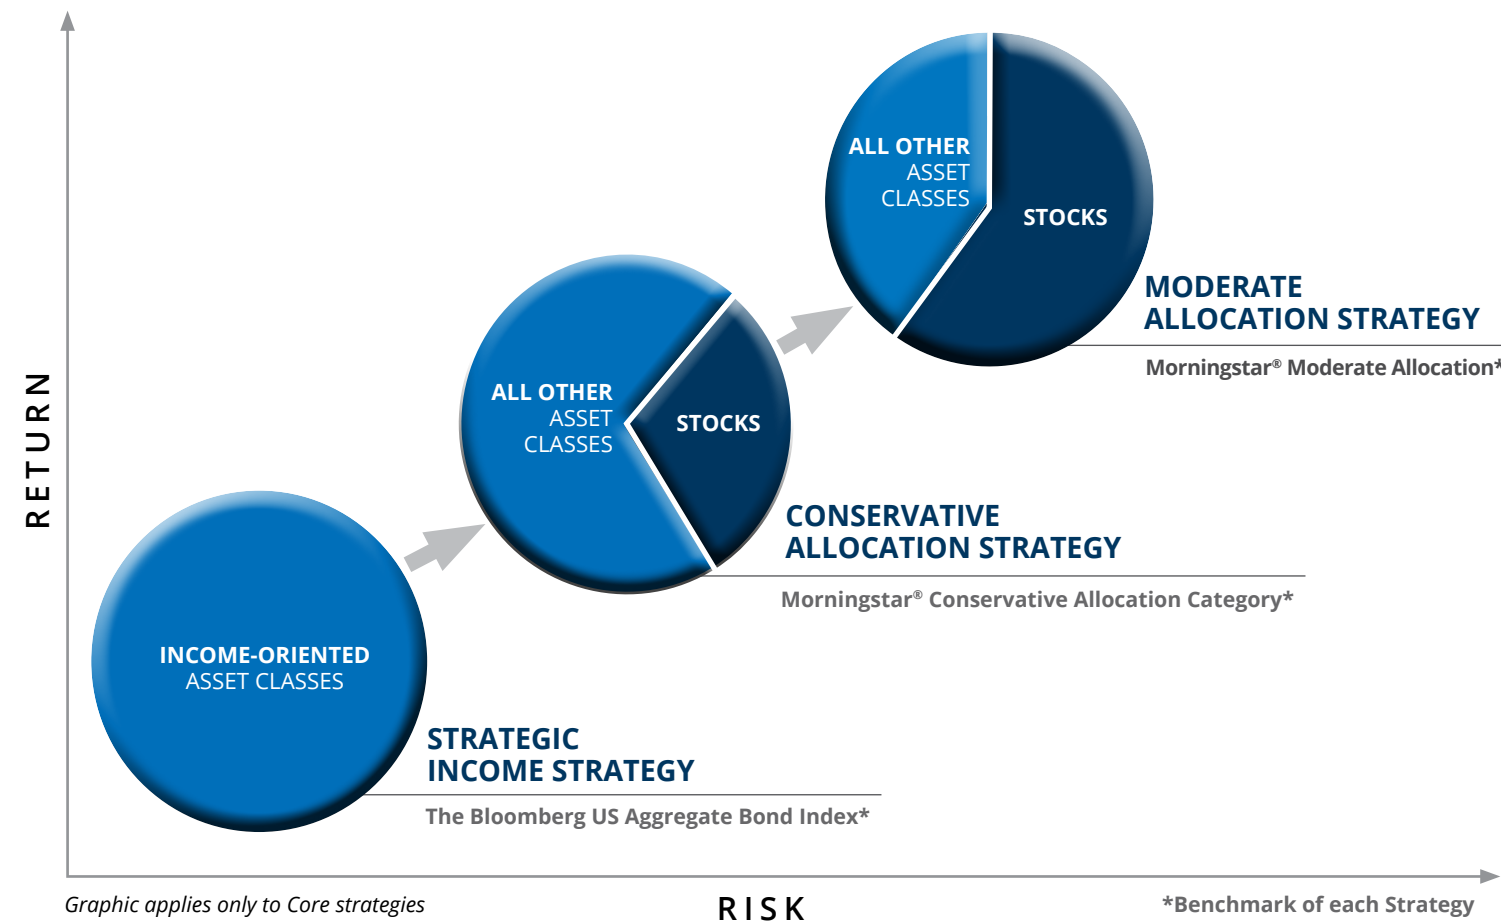 RETURN
ALL OTHER
ASSET
CLASSES
STOCKS
MODERATE
ALLOCATION STRATEGY
Morningstar® Moderate Allocation*
ALL OTHER
ASSET
CLASSES
STOCKS
CONSERVATIVE
ALLOCATION STRATEGY
Morningstar® Conservative Allocation Category*
INCOME-ORIENTED
ASSET CLASSES
STRATEGIC
INCOME STRATEGY
The Bloomberg US Aggregate Bond Index*
Graphic applies only to Core strategies
RISK
*Benchmark of each Strategy